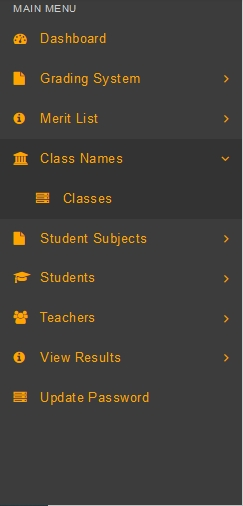 MAIN MENU
Dashboard
Grading System
Merit List
Class Names
Classes
Student Subjects
Students
Teachers
View Results
Update Password